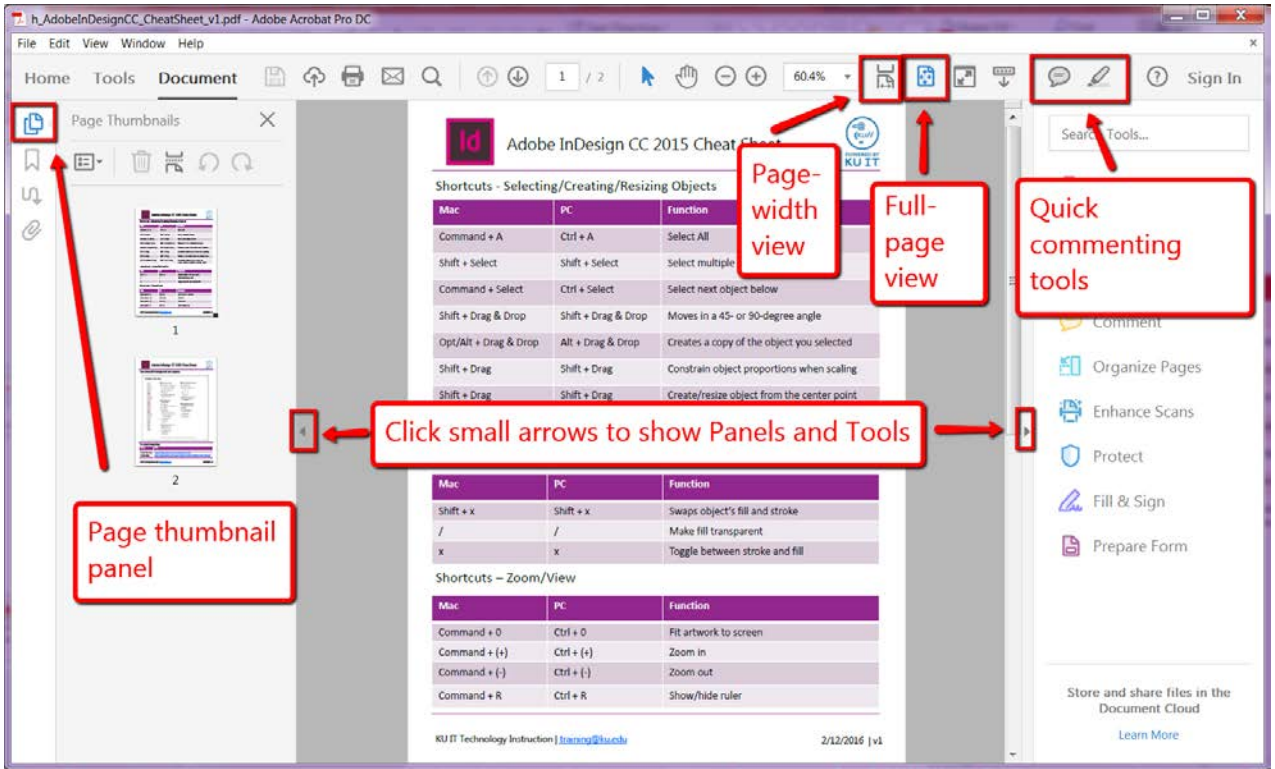 h_AdobeInDesignCC_CheatSheet_v1.pdf - Adobe Acrobat Pro DC
File Edit View Window Help
Home Tools Document 1 / 2 60.4% Sign In
Page Thumbnails
1
2
Page thumbnail
panel
Id Adobe InDesign CC 2015 Cheat Sheet
KU IT
Shortcuts - Selecting/Creating/Resizing Objects
Mac PC Function
Command + A Ctrl + A Select All
Shift + Select Shift + Select Select multiple
Command + Select Ctrl + Select Select next object below
Shift + Drag & Drop Shift + Drag & Drop Moves in a 45- or 90-degree angle
Opt/Alt + Drag & Drop Alt + Drag & Drop Creates a copy of the object you selected
Shift + Drag Shift + Drag Constrain object proportions when scaling
Shift + Drag Shift + Drag Create/resize object from the center point
Page-
width
view
Full-
page
view
Quick
commenting
tools
Click small arrows to show Panels and Tools
Mac PC Function
Shift + x Shift + x Swaps object's fill and stroke
/ / Make fill transparent
x x Toggle between stroke and fill
Shortcuts – Zoom/View
Mac PC Function
Command + 0 Ctrl + 0 Fit artwork to screen
Command + (+) Ctrl + (+) Zoom in
Command + (-) Ctrl + (-) Zoom out
Command + R Ctrl + R Show/hide ruler
KU IT Technology Instruction | training@ku.edu 2/12/2016 | v1
Search Tools...
Comment
Organize Pages
Enhance Scans
Protect
Fill & Sign
Prepare Form
Store and share files in the
Document Cloud
Learn More